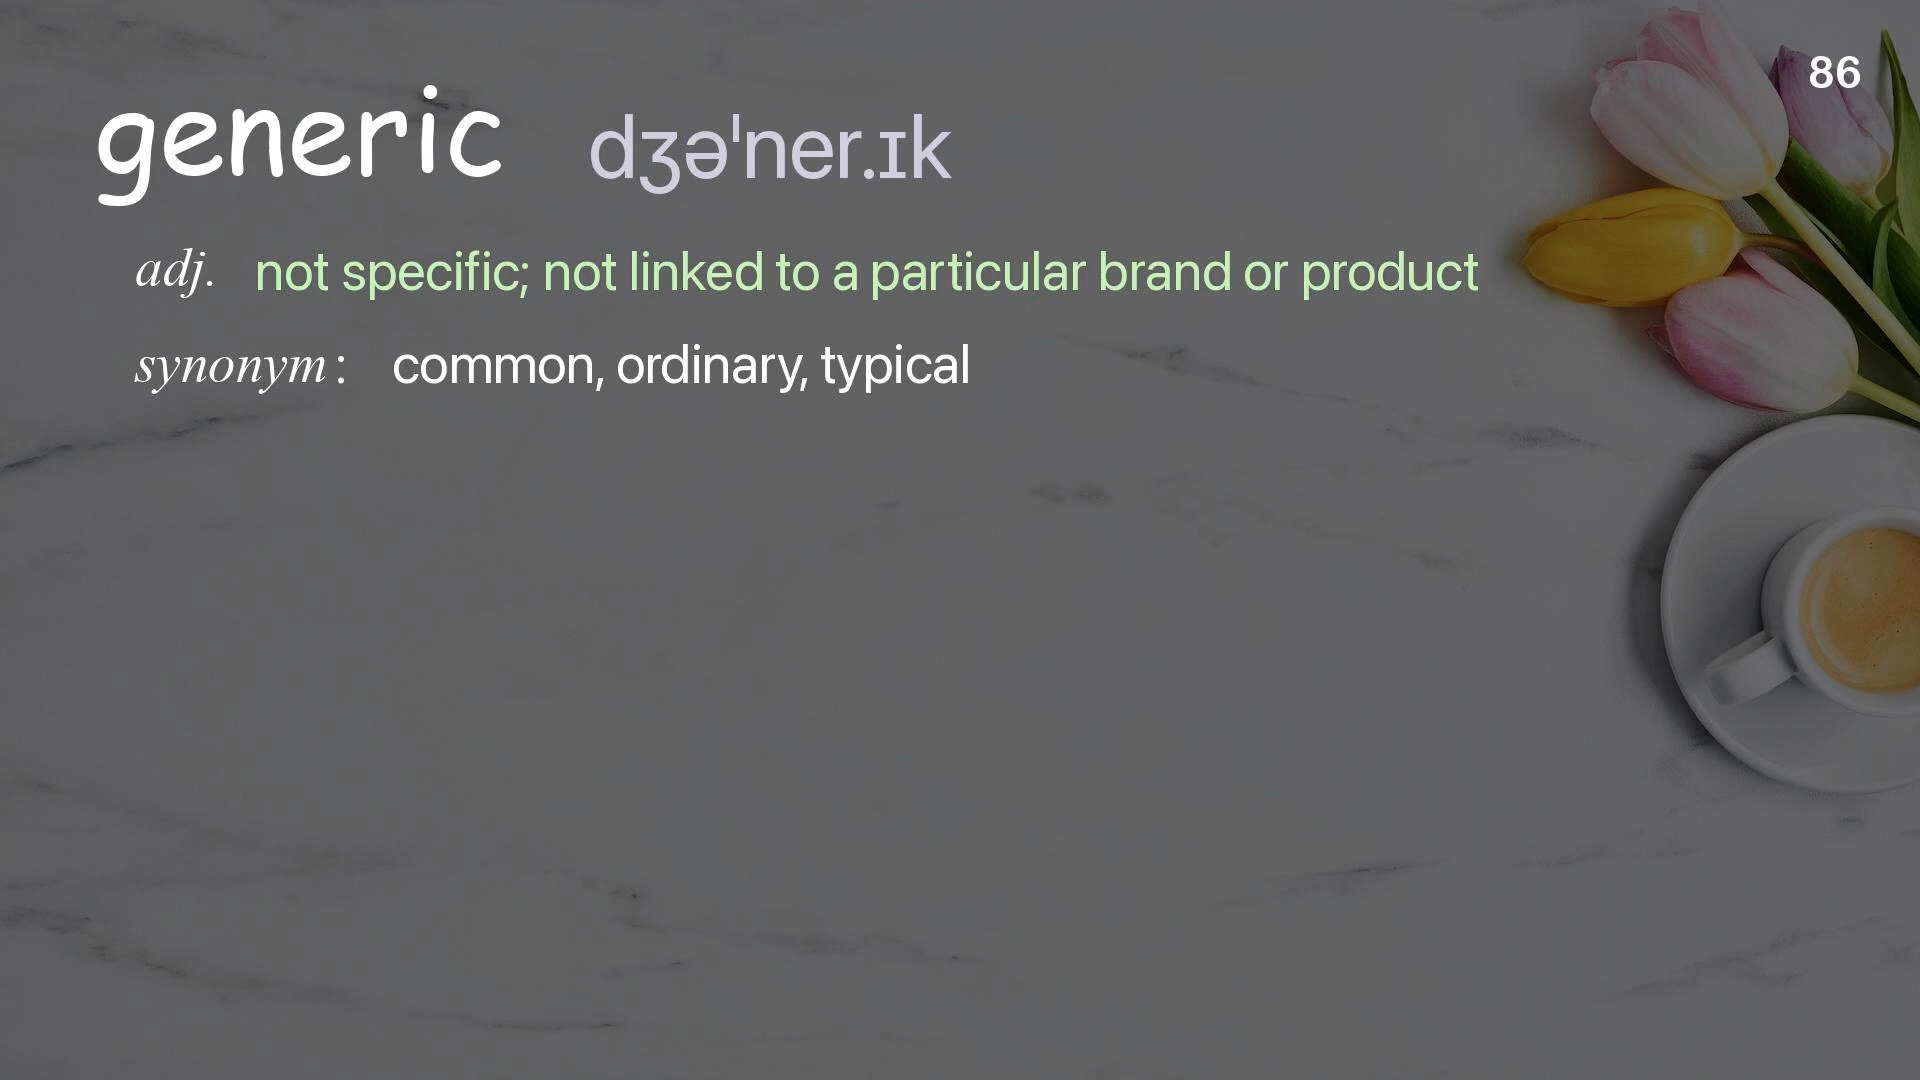 86
generic dʒəˈner.ɪk
adj. not specific; not linked to a particular brand or product
synonym: common, ordinary, typical